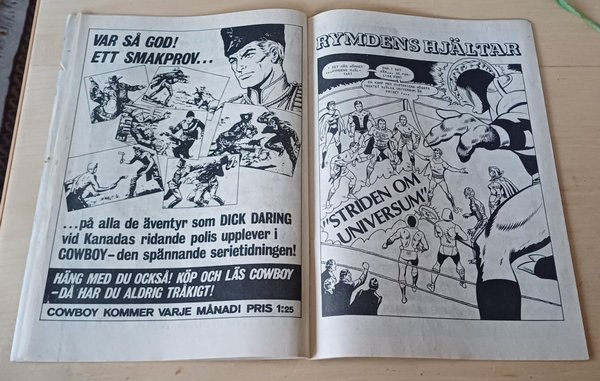 VAR SÅ GOD!
ETT SMAKPROV...
...på alla de äventyr som DICK DARING
vid Kanadas ridande polis upplever i
COWBOY–den spännande serietidningen!
HÄNG MED DU OCKSÅ! KÖP OCH LÄS COWBOY
–DÅ HAR DU ALDRIG TRÅKIGT!
COWBOY KOMMER VARJE MÅNAD! PRIS 1:25
RYMDENS HJÄLTAR
"STRIDEN OM
UNIVERSUM"